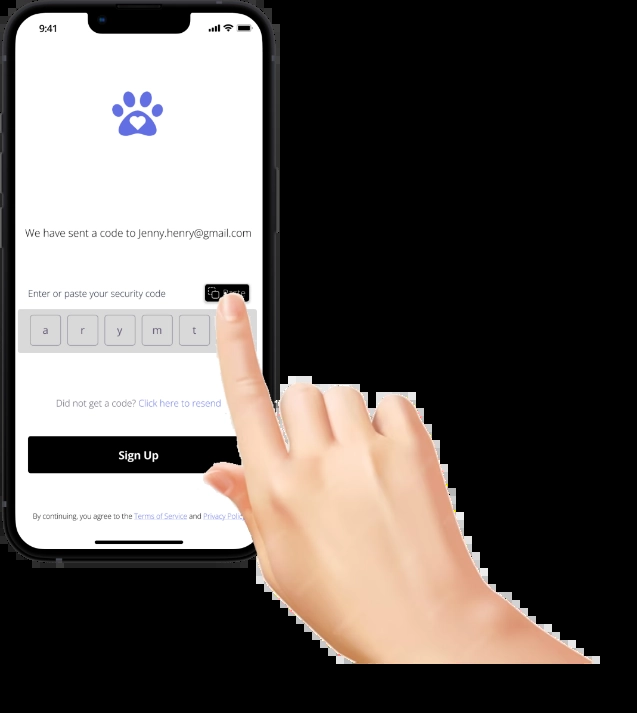 9:41
We have sent a code to Jenny.henry@gmail.com
Enter or paste your security code
Paste
a r y m t
Did not get a code? Click here to resend
Sign Up
By continuing, you agree to the Terms of Service and Privacy Policy